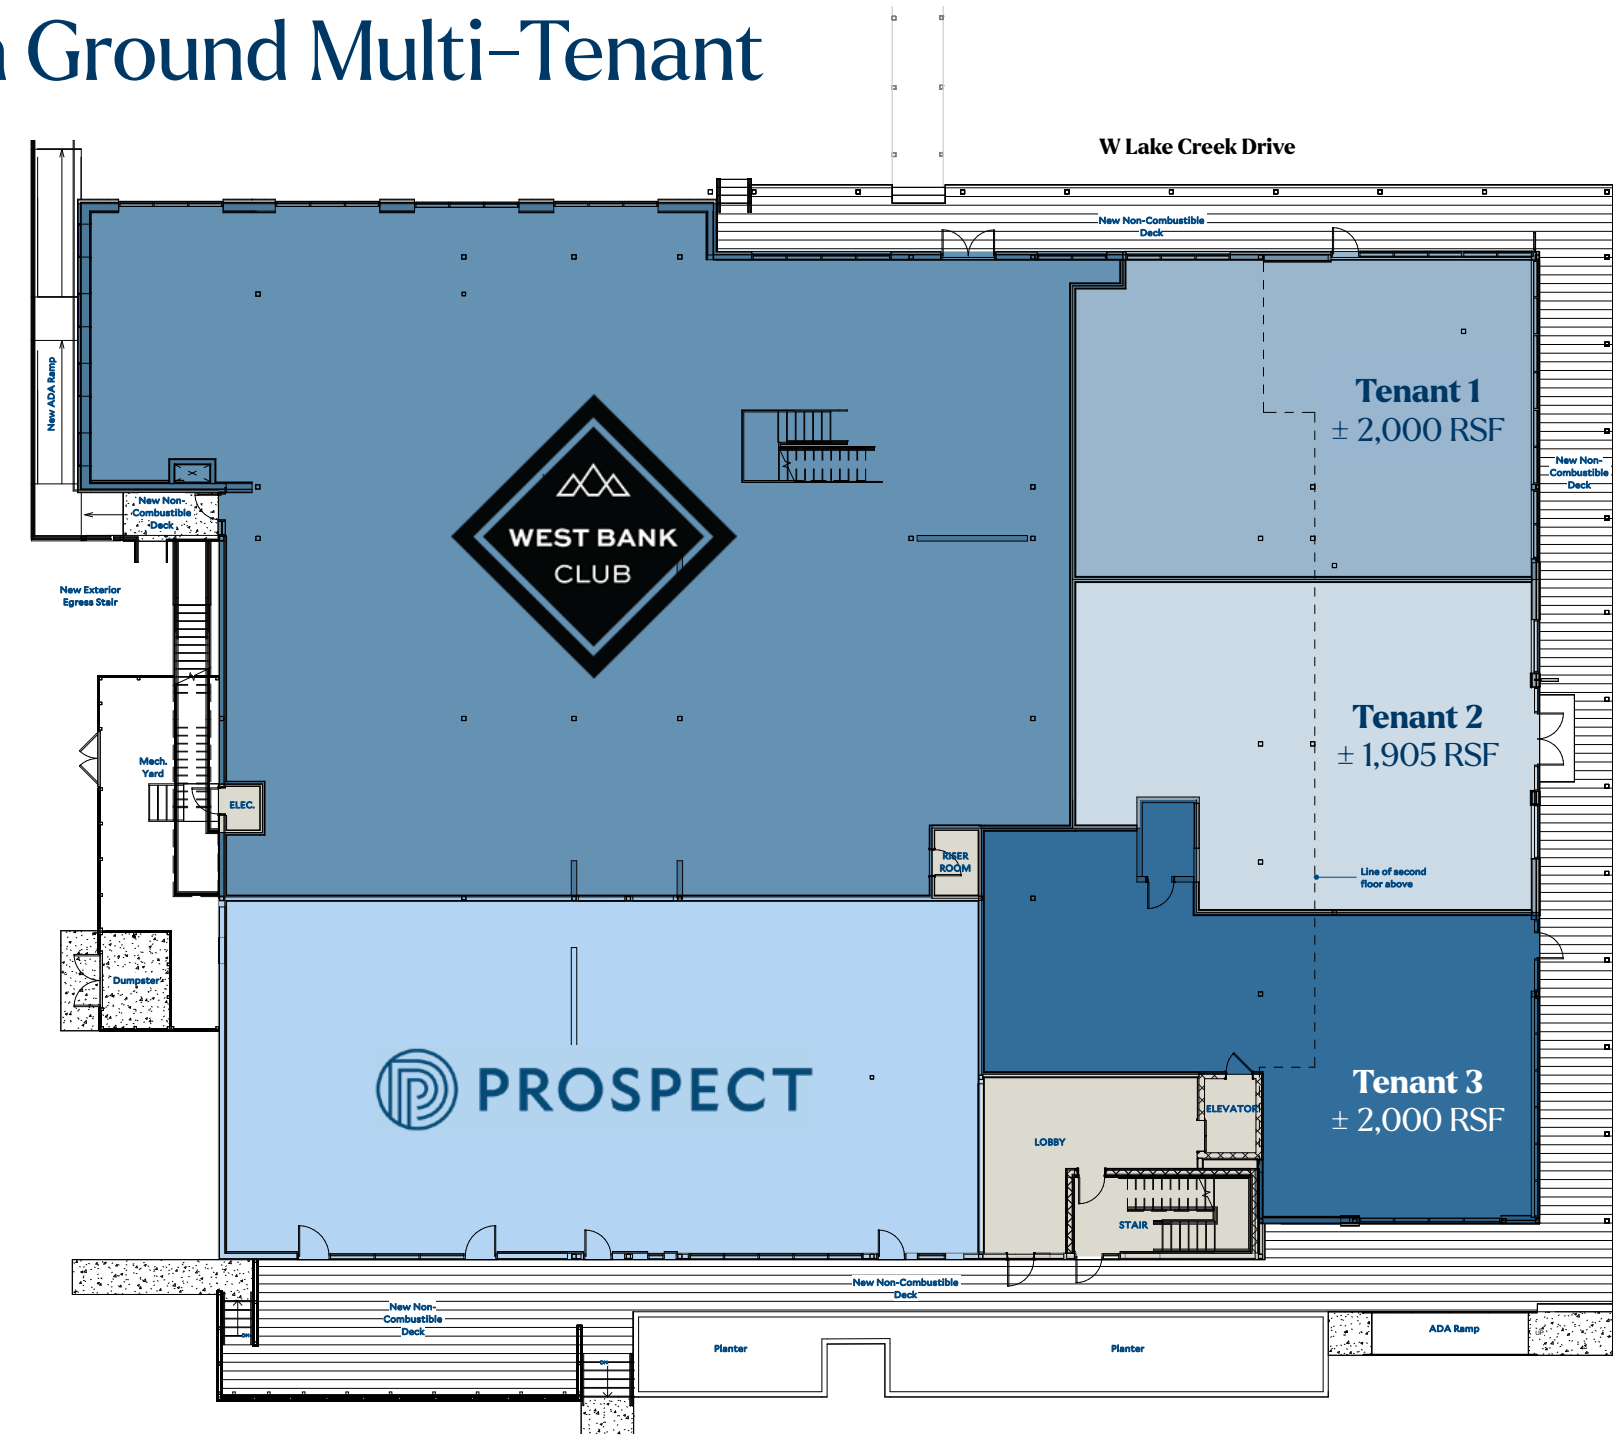 Ground Multi-Tenant
W Lake Creek Drive
New Non-Combustible
Deck
New ADA Ramp
Tenant 1
± 2,000 RSF
New Non-
Combustible
Deck
WEST BANK
CLUB
New Non-
Combustible
Deck
New Exterior
Egress Stair
Tenant 2
± 1,905 RSF
Mech.
Yard
ELEC.
RISER
ROOM
Line of second
floor above
Dumpster
PROSPECT
Tenant 3
± 2,000 RSF
ELEVATOR
LOBBY
STAIR
New Non-Combustible
Deck
New Non-
Combustible
Deck
DN
ADA Ramp
Planter
Planter
DN